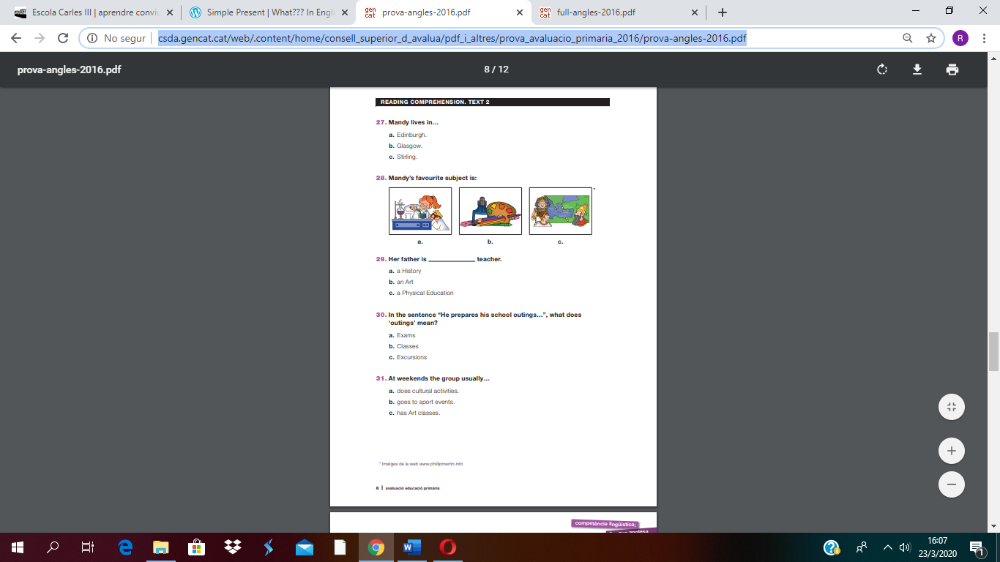 Escola Carles III | aprendre conviu
Simple Present | What??? In Engli
prova-angles-2016.pdf
full-angles-2016.pdf
No segur
csda.gencat.cat/web/.content/home/consell_superior_d_avalua/pdf_i_altres/prova_avaluacio_primaria_2016/prova-angles-2016.pdf
R
prova-angles-2016.pdf
8 / 12
READING COMPREHENSION. TEXT 2
27. Mandy lives in...
a. Edinburgh.
b. Glasgow.
c. Stirling.
28. Mandy's favourite subject is:
*
a.
b.
c.
29. Her father is ____________ teacher.
a. a History
b. an Art
c. a Physical Education
30. In the sentence “He prepares his school outings...”, what does
‘outings’ mean?
a. Exams
b. Classes
c. Excursions
31. At weekends the group usually...
a. does cultural activities.
b. goes to sport events.
c. has Art classes.
* Imatges de la web www.phillipmartin.info
8 | avaluació educació primària
competència lingüística:
16:07
23/3/2020